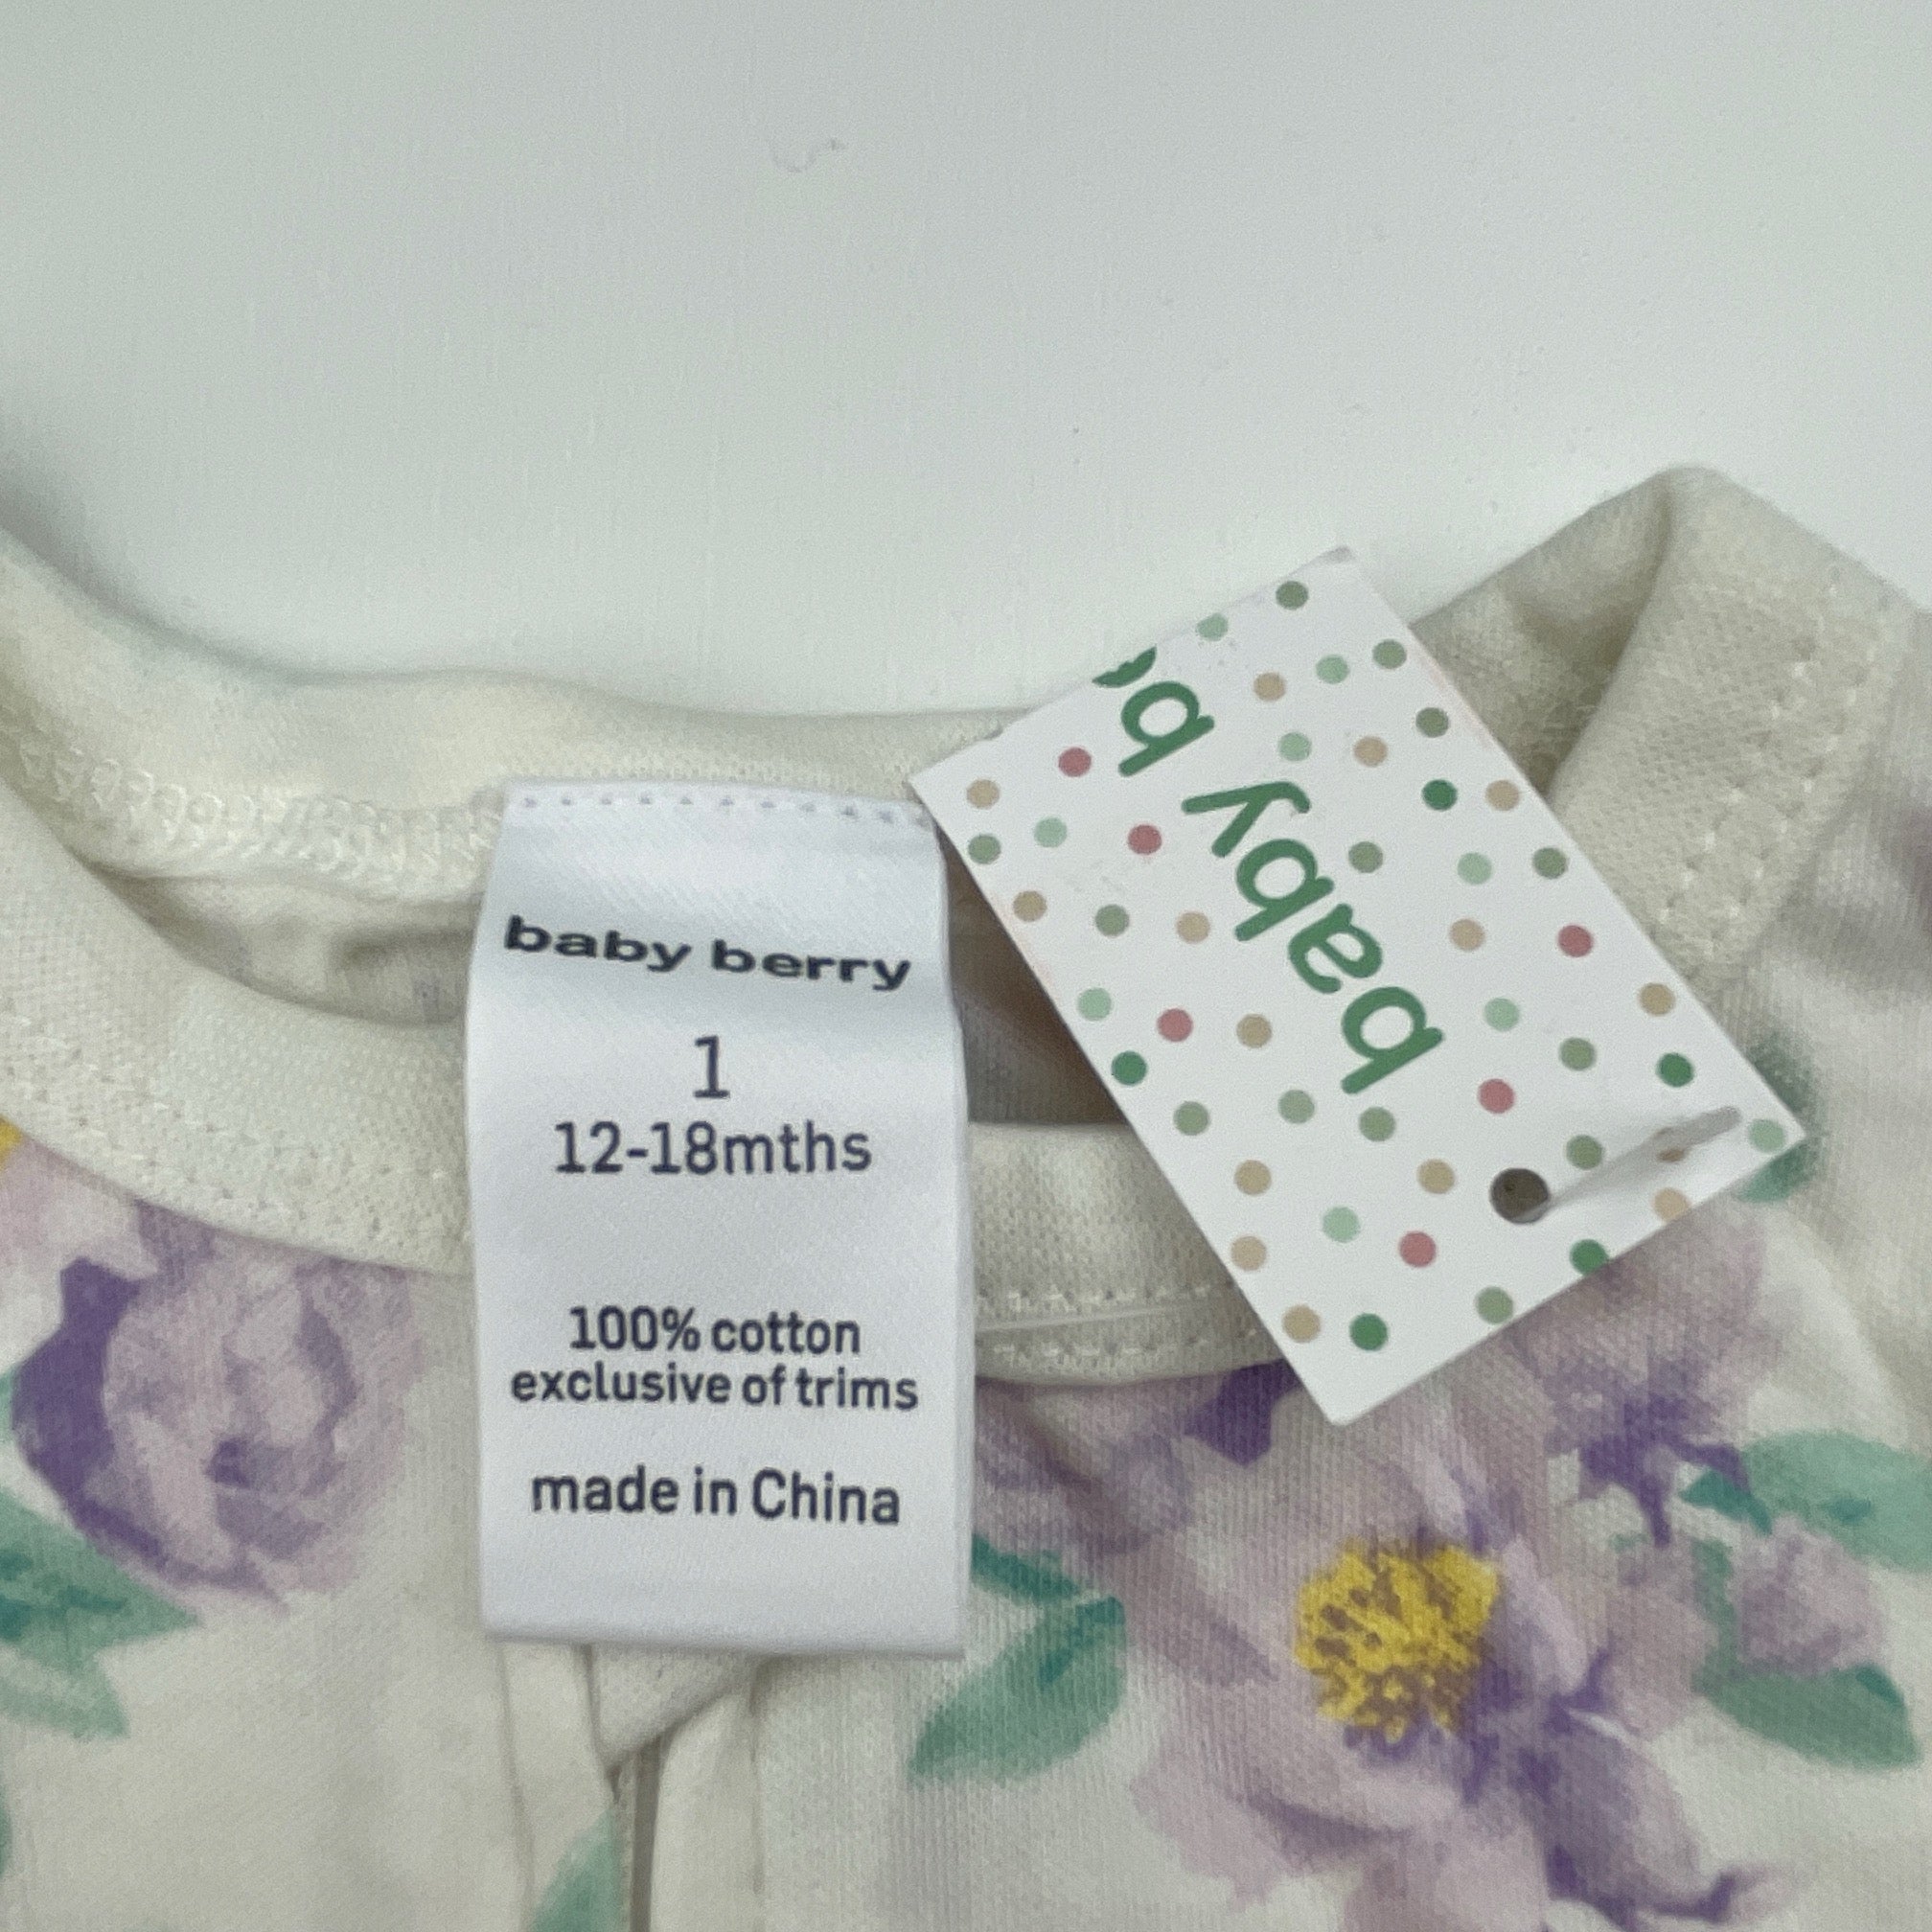 baby berry
1
12-18mths
100% cotton
exclusive of trims
made in China
baby